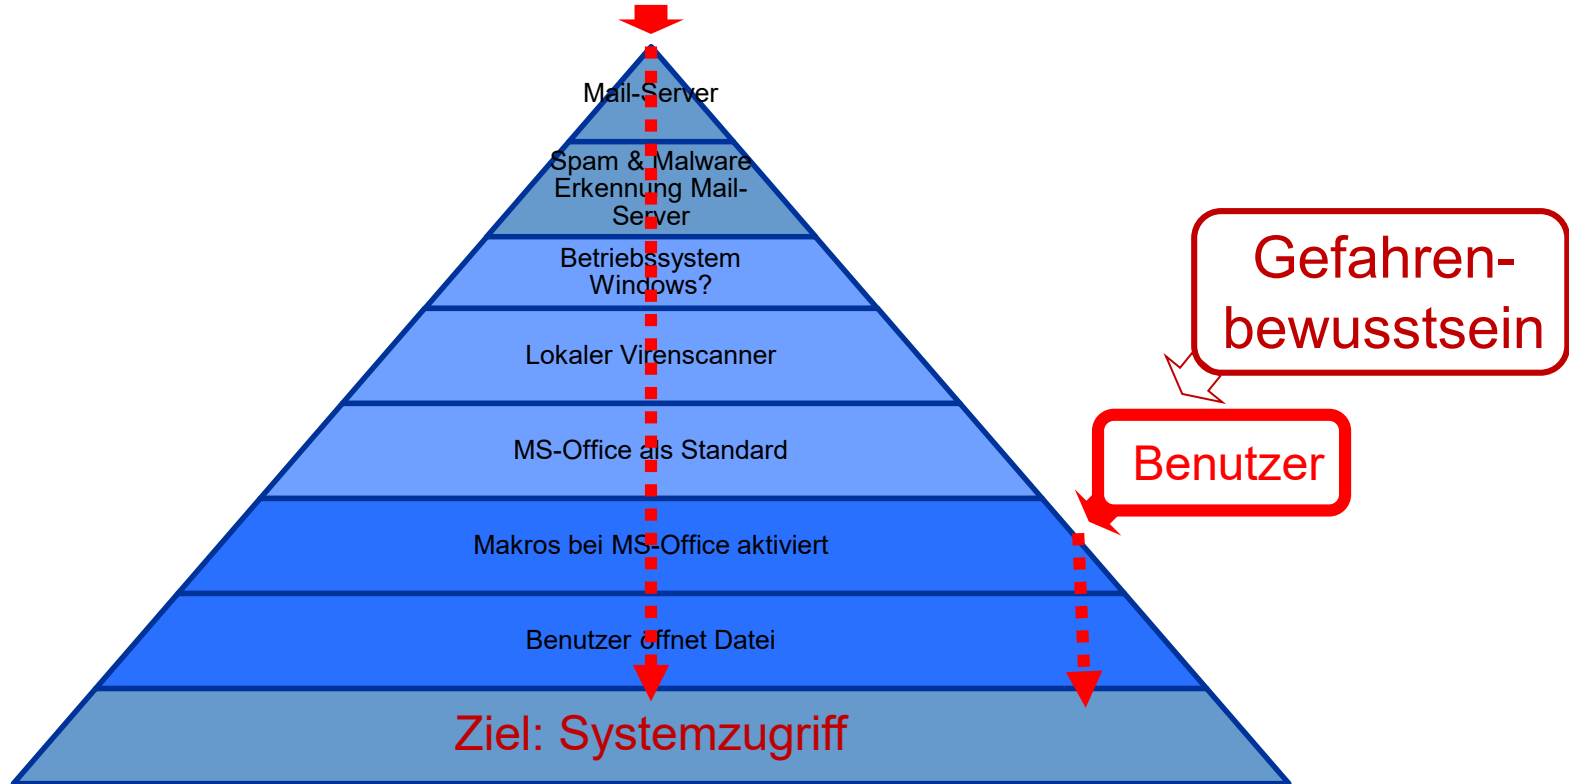 Mail-Server
Spam & Malware
Erkennung Mail-
Server
Betriebssystem
Windows?
Lokaler Virenscanner
MS-Office als Standard
Makros bei MS-Office aktiviert
Benutzer öffnet Datei
Ziel: Systemzugriff
Gefahren-
bewusstsein
Benutzer